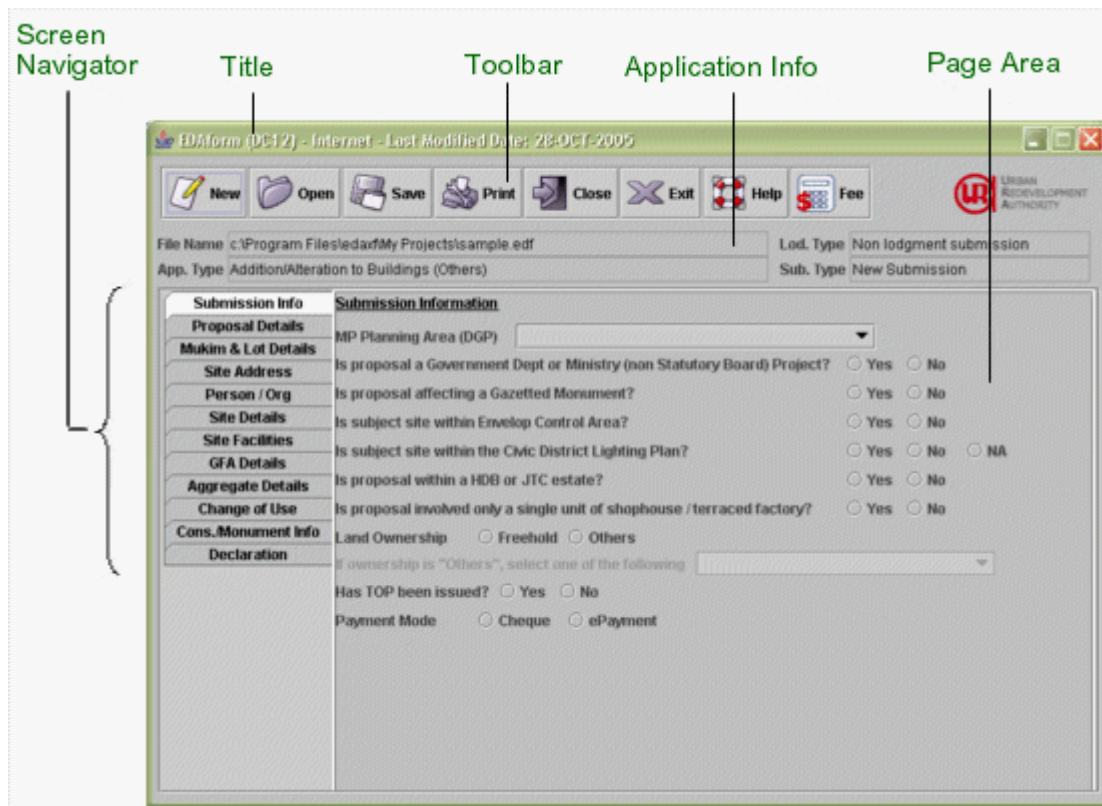 Screen
Navigator
Title
Toolbar
Application Info
Page Area
EDAform (DC12) - Internet - Last Modified Date: 28-OCT-2005
New Open Save Print Close Exit Help Fee
URBAN
REDEVELOPMENT
AUTHORITY
File Name c:\Program Files\edaxf\My Projects\sample.edf Lod. Type Non lodgment submission
App. Type Addition/Alteration to Buildings (Others) Sub. Type New Submission
Submission Info
Proposal Details
Mukim & Lot Details
Site Address
Person / Org
Site Details
Site Facilities
GFA Details
Aggregate Details
Change of Use
Cons./Monument Info
Declaration
Submission Information
MP Planning Area (DGP)
Is proposal a Government Dept or Ministry (non Statutory Board) Project? Yes No
Is proposal affecting a Gazetted Monument? Yes No
Is subject site within Envelop Control Area? Yes No
Is subject site within the Civic District Lighting Plan? Yes No NA
Is proposal within a HDB or JTC estate? Yes No
Is proposal involved only a single unit of shophouse / terraced factory? Yes No
Land Ownership Freehold Others
If ownership is "Others", select one of the following
Has TOP been issued? Yes No
Payment Mode Cheque ePayment